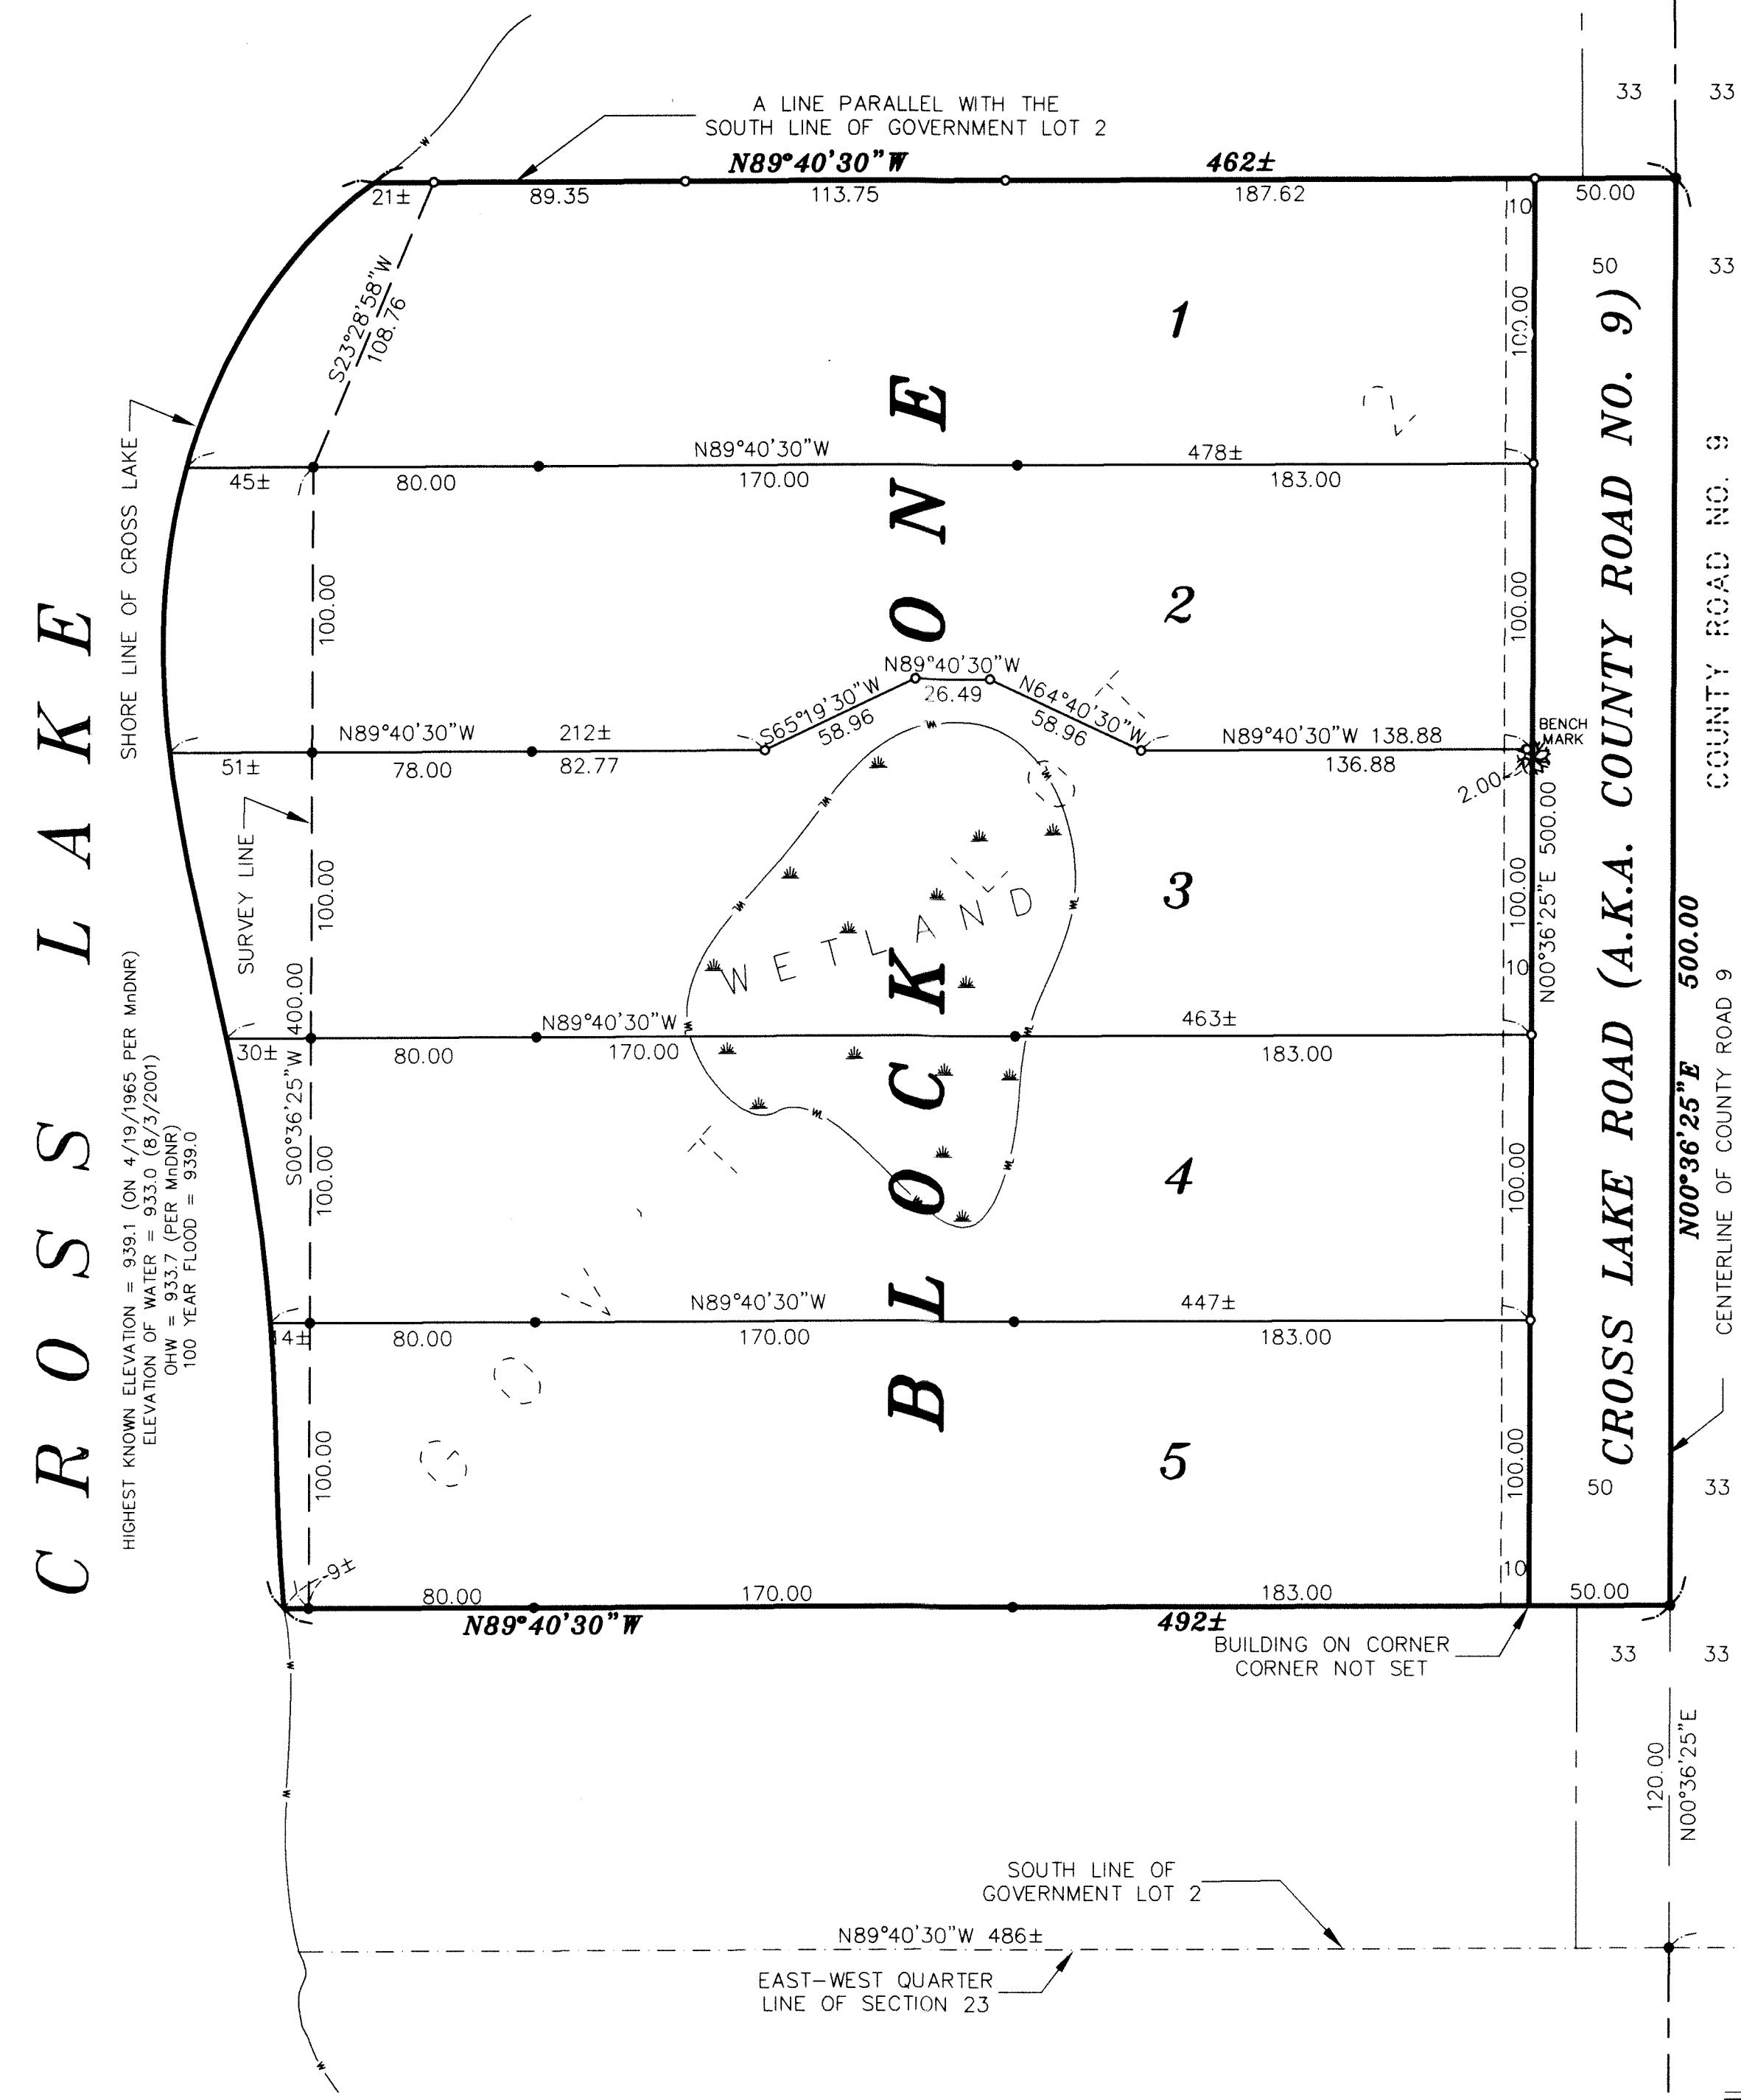 33
33
A LINE PARALLEL WITH THE
SOUTH LINE OF GOVERNMENT LOT 2
N89°40'30"W
462±
21±
89.35
113.75
187.62
10
50.00
50
33
S23°28'58"W
108.76
1
100.00
SHORE LINE OF CROSS LAKE
N89°40'30"W
478±
45±
80.00
170.00
183.00
100.00
2
100.00
N89°40'30"W
26.49
S65°19'30"W
58.96
N64°40'30"W
58.96
N89°40'30"W
212±
N89°40'30"W 138.88
BENCH
MARK
51±
78.00
82.77
136.88
2.00
SURVEY LINE
100.00
WETLAND
3
100.00
10
N00°36'25"E 500.00
N89°40'30"W
463±
30±
80.00
170.00
183.00
S00°36'25"W 400.00
100.00
4
100.00
N89°40'30"W
447±
14±
80.00
170.00
183.00
100.00
5
100.00
50
33
9±
80.00
170.00
183.00
10
50.00
N89°40'30"W
492±
BUILDING ON CORNER
CORNER NOT SET
33
33
BLOCK ONE
CROSS LAKE
HIGHEST KNOWN ELEVATION = 939.1 (ON 4/19/1965 PER MnDNR)
ELEVATION OF WATER = 933.0 (8/3/2001)
OHW = 933.7 (PER MnDNR)
100 YEAR FLOOD = 939.0
CROSS LAKE ROAD (A.K.A. COUNTY ROAD NO. 9)
COUNTY ROAD NO. 9
N00°36'25"E 500.00
CENTERLINE OF COUNTY ROAD 9
120.00
N00°36'25"E
SOUTH LINE OF
GOVERNMENT LOT 2
N89°40'30"W 486±
EAST-WEST QUARTER
LINE OF SECTION 23